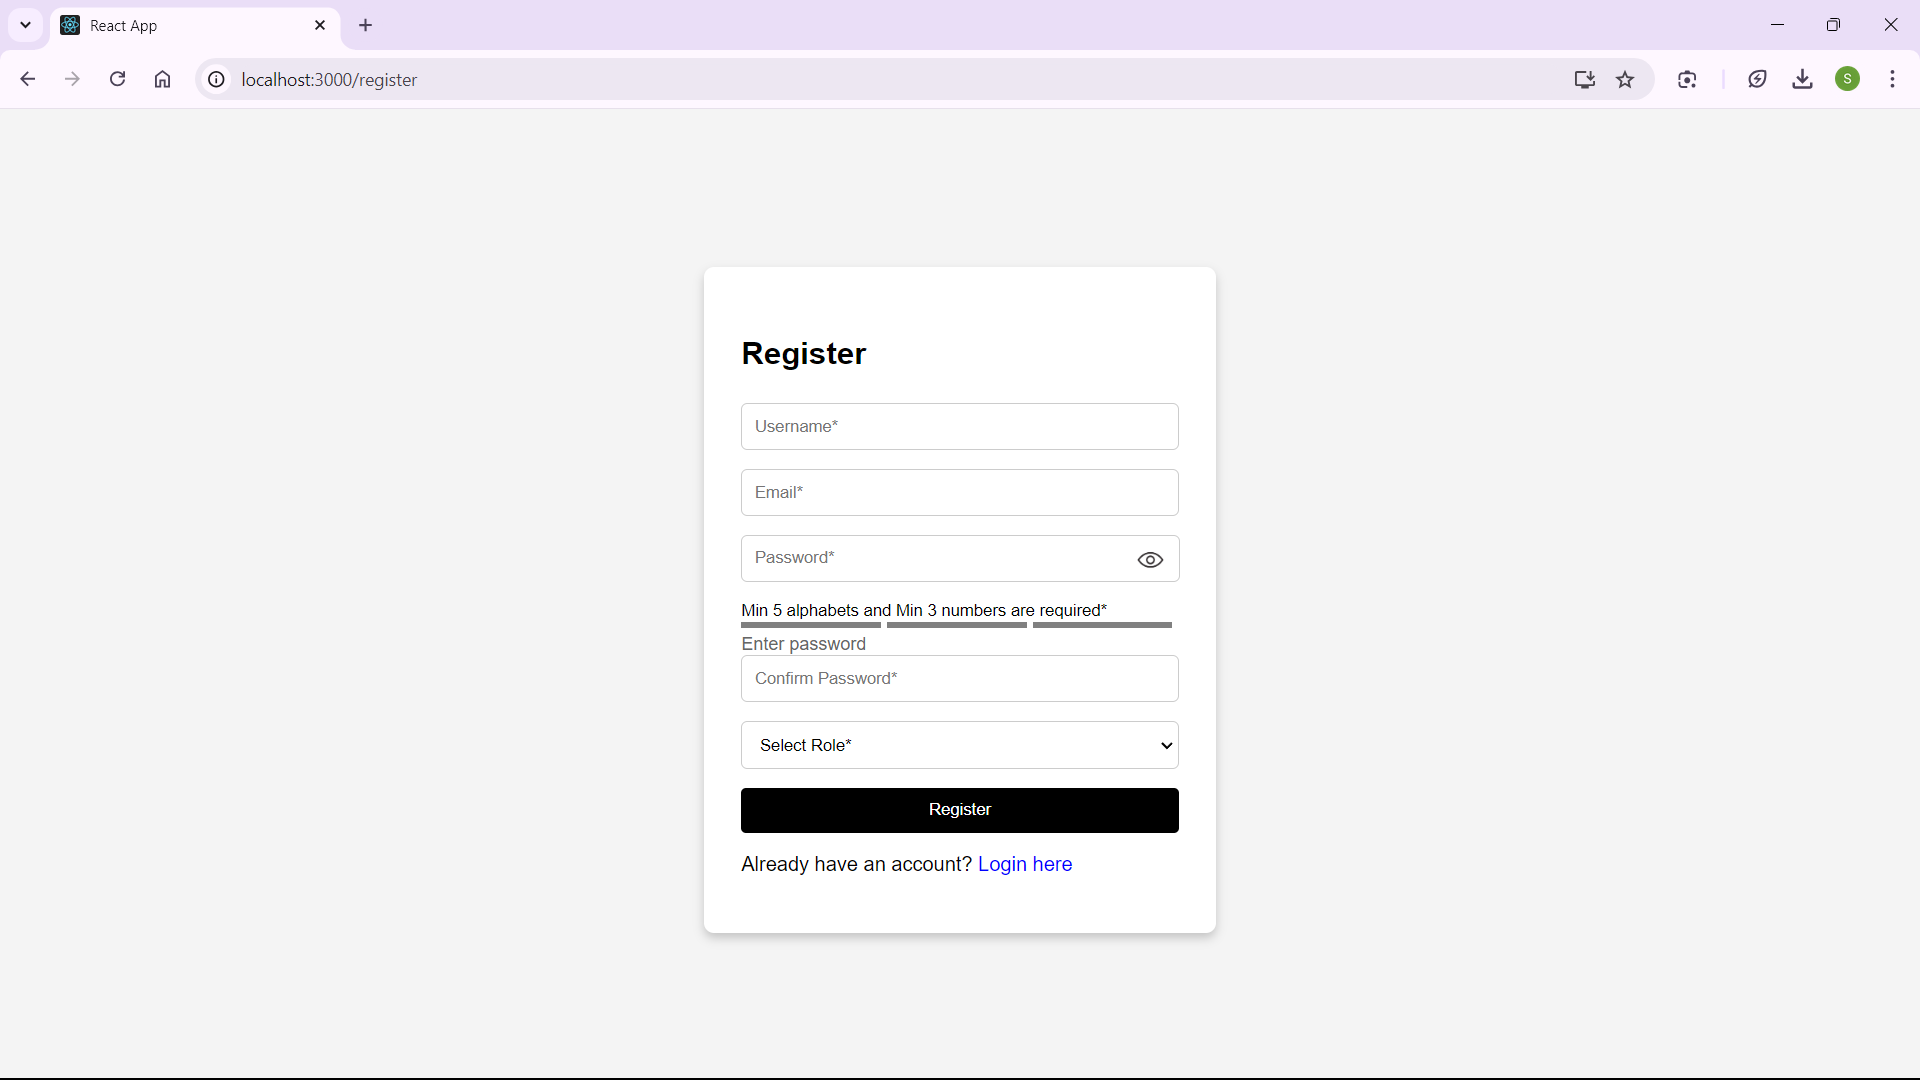 React App
localhost:3000/register
S
Register
Username*
Email*
Password*
Min 5 alphabets and Min 3 numbers are required*
Enter password
Confirm Password*
Select Role*
Register
Already have an account? Login here